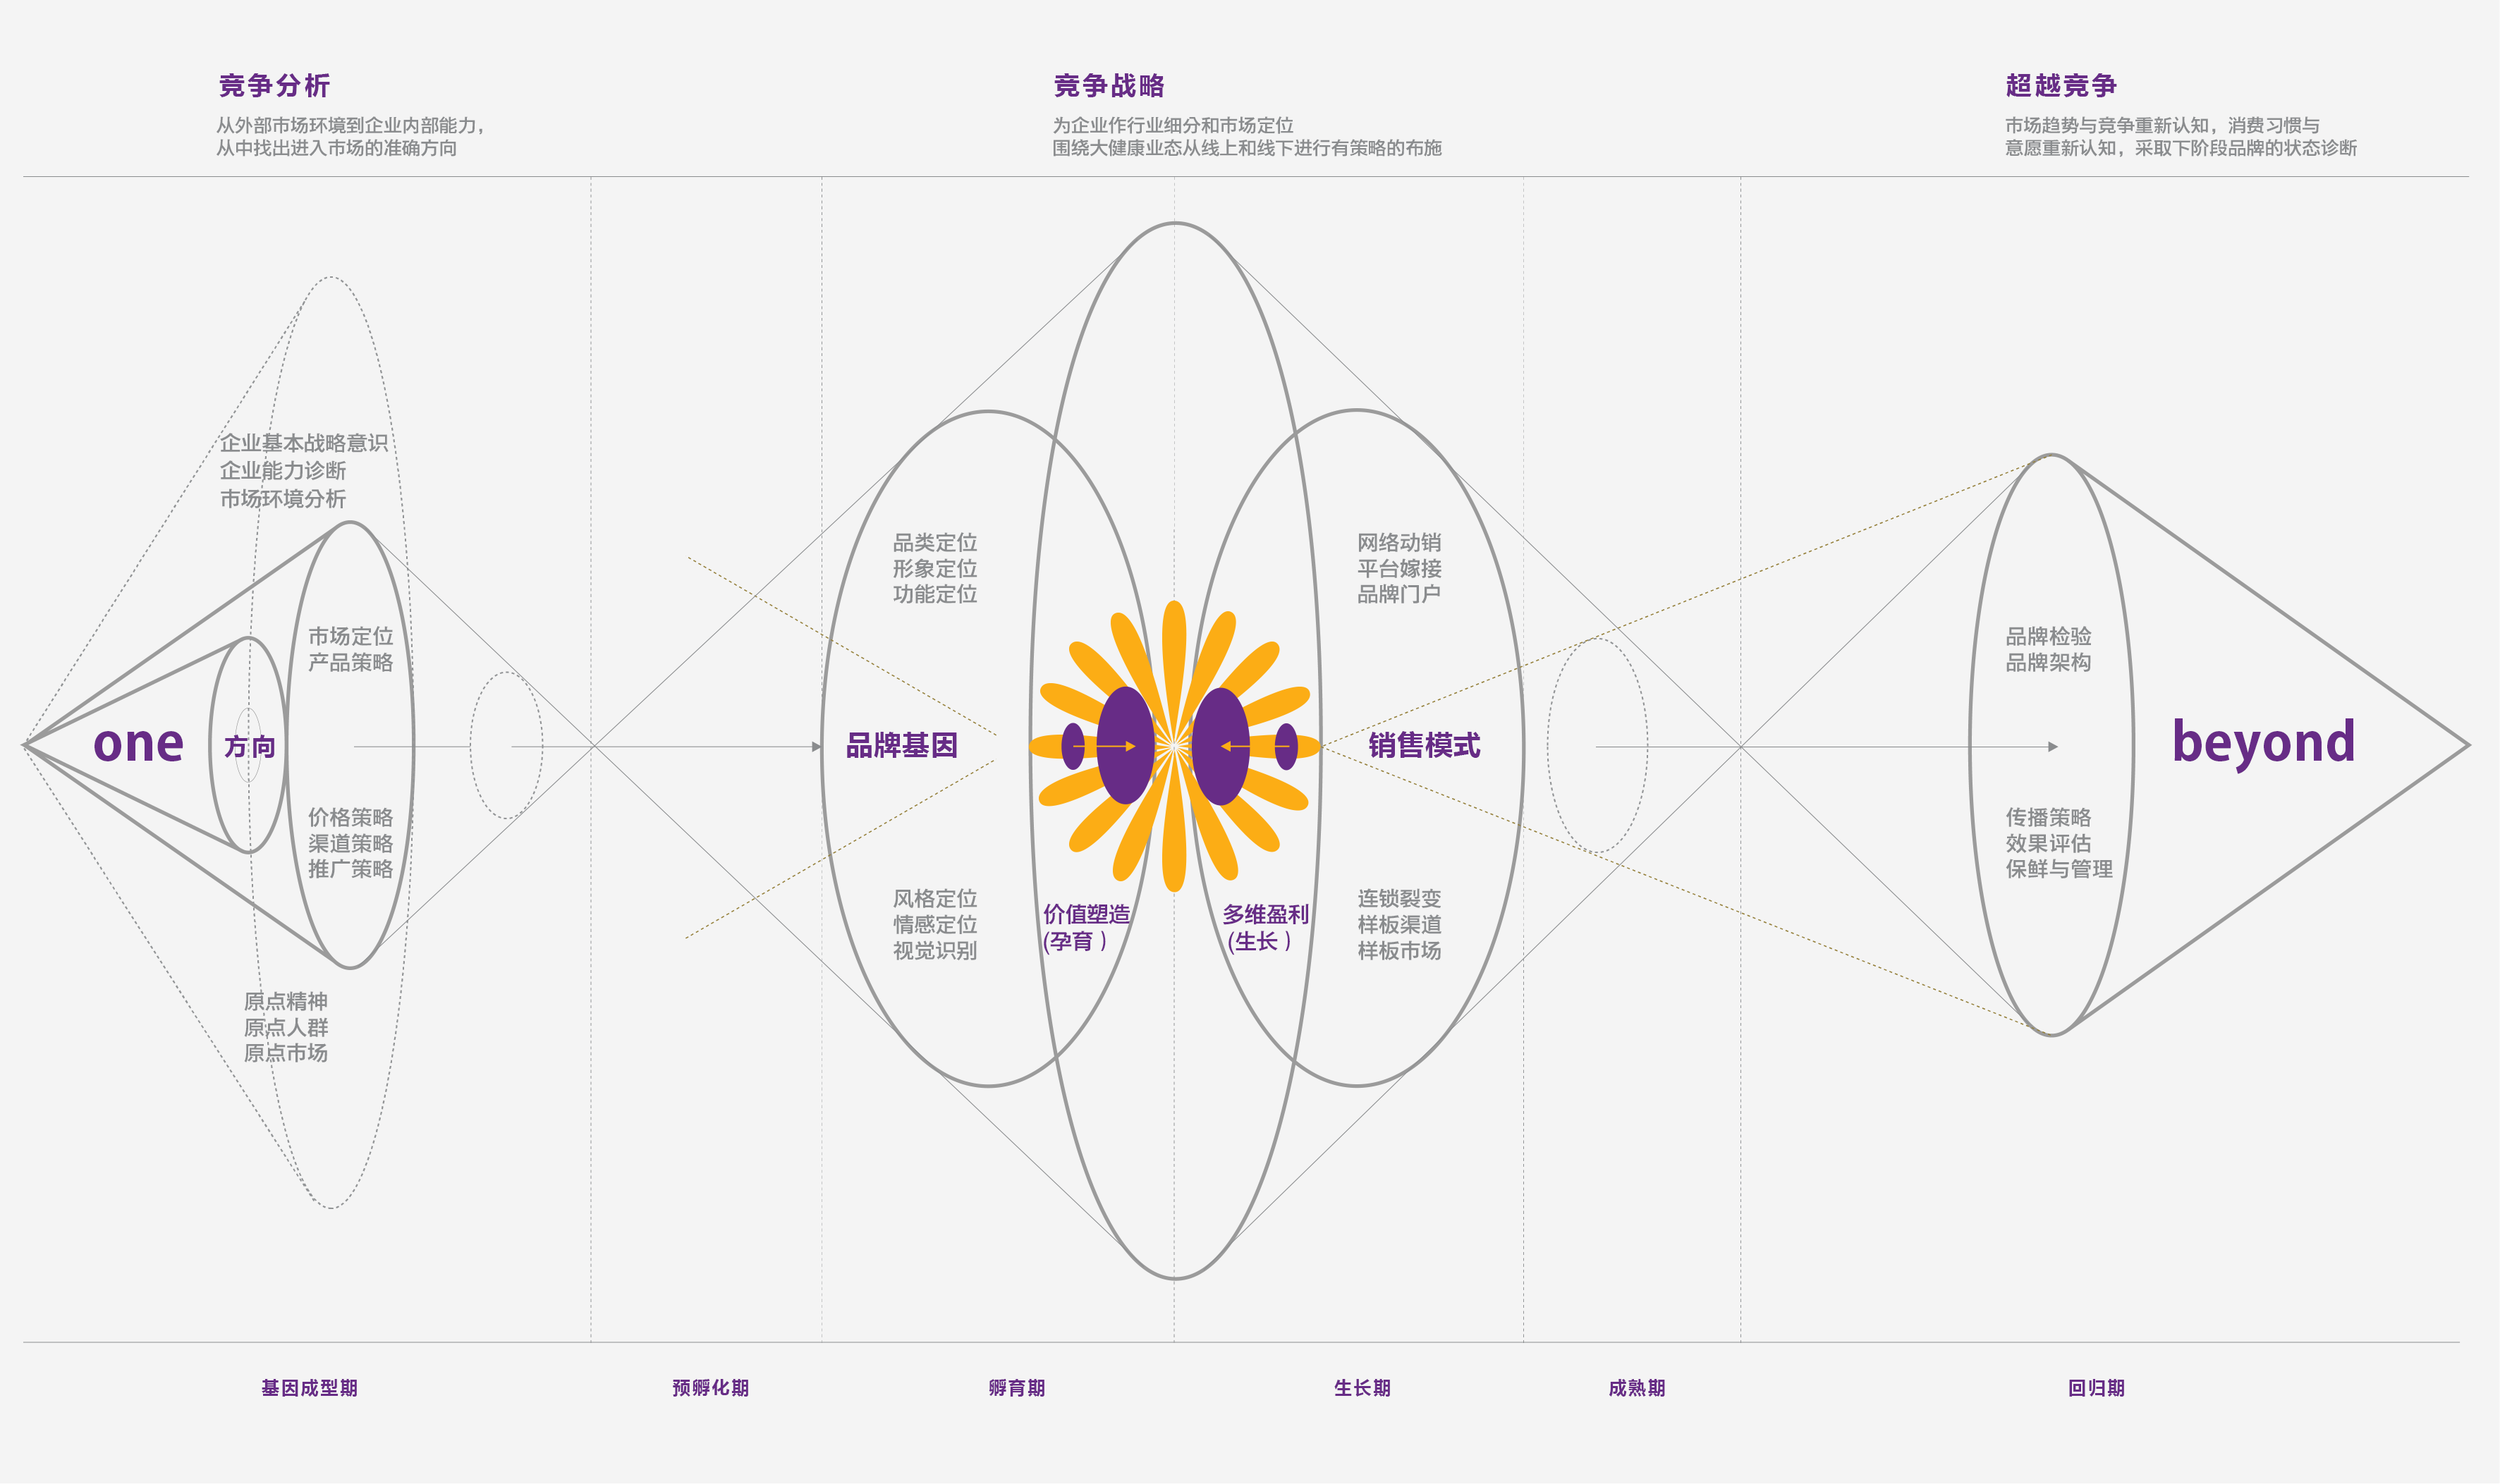 竞争分析
从外部市场环境到企业内部能力，
从中找出进入市场的准确方向
竞争战略
为企业作行业细分和市场定位
围绕大健康业态从线上和线下进行有策略的布施
超越竞争
市场趋势与竞争重新认知，消费习惯与
意愿重新认知，采取下阶段品牌的状态诊断
企业基本战略意识
企业能力诊断
市场环境分析
市场定位
产品策略
one
方向
价格策略
渠道策略
推广策略
原点精神
原点人群
原点市场
品类定位
形象定位
功能定位
品牌基因
风格定位
情感定位
视觉识别
价值塑造
(孕育）
多维盈利
(生长）
网络动销
平台嫁接
品牌门户
销售模式
连锁裂变
样板渠道
样板市场
品牌检验
品牌架构
beyond
传播策略
效果评估
保鲜与管理
基因成型期
预孵化期
孵育期
生长期
成熟期
回归期